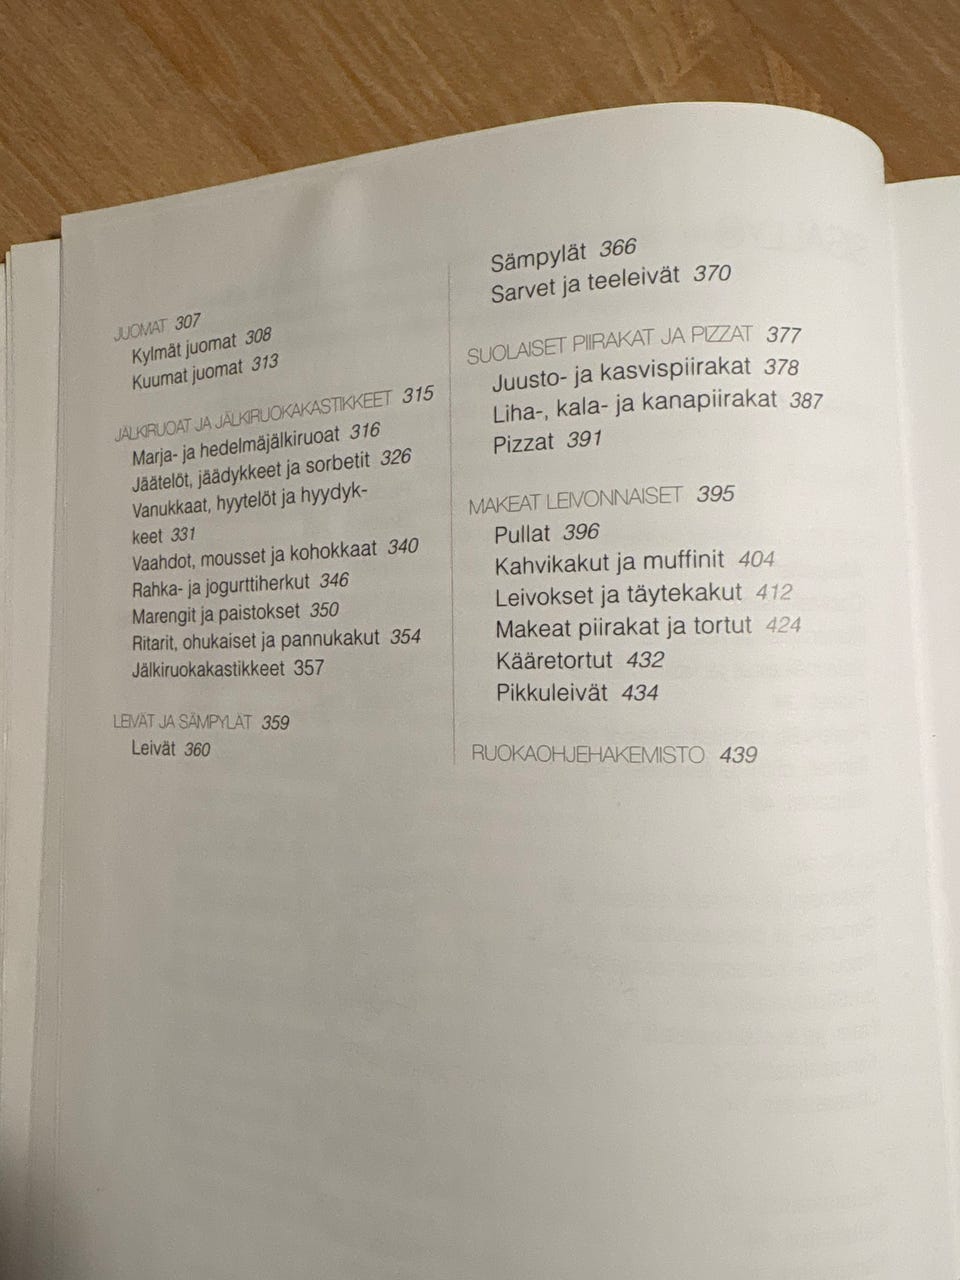 JUOMAT 307
Kylmät juomat 308
Kuumat juomat 313
JÄLKIRUOAT JA JÄLKIRUOKAKASTIKKEET 315
Marja- ja hedelmäjälkiruoat 316
Jäätelöt, jäädykkeet ja sorbetit 326
Vanukkaat, hyytelöt ja hyydyk-
keet 331
Vaahdot, mousset ja kohokkaat 340
Rahka- ja jogurttiherkut 346
Marengit ja paistokset 350
Ritarit, ohukaiset ja pannukakut 354
Jälkiruokakastikkeet 357
LEIVÄT JA SÄMPYLÄT 359
Leivät 360
Sämpylät 366
Sarvet ja teeleivät 370
SUOLAISET PIIRAKAT JA PIZZAT 377
Juusto- ja kasvispiirakat 378
Liha-, kala- ja kanapiirakat 387
Pizzat 391
MAKEAT LEIVONNAISET 395
Pullat 396
Kahvikakut ja muffinit 404
Leivokset ja täytekakut 412
Makeat piirakat ja tortut 424
Kääretortut 432
Pikkuleivät 434
RUOKAOHJEHAKEMISTO 439